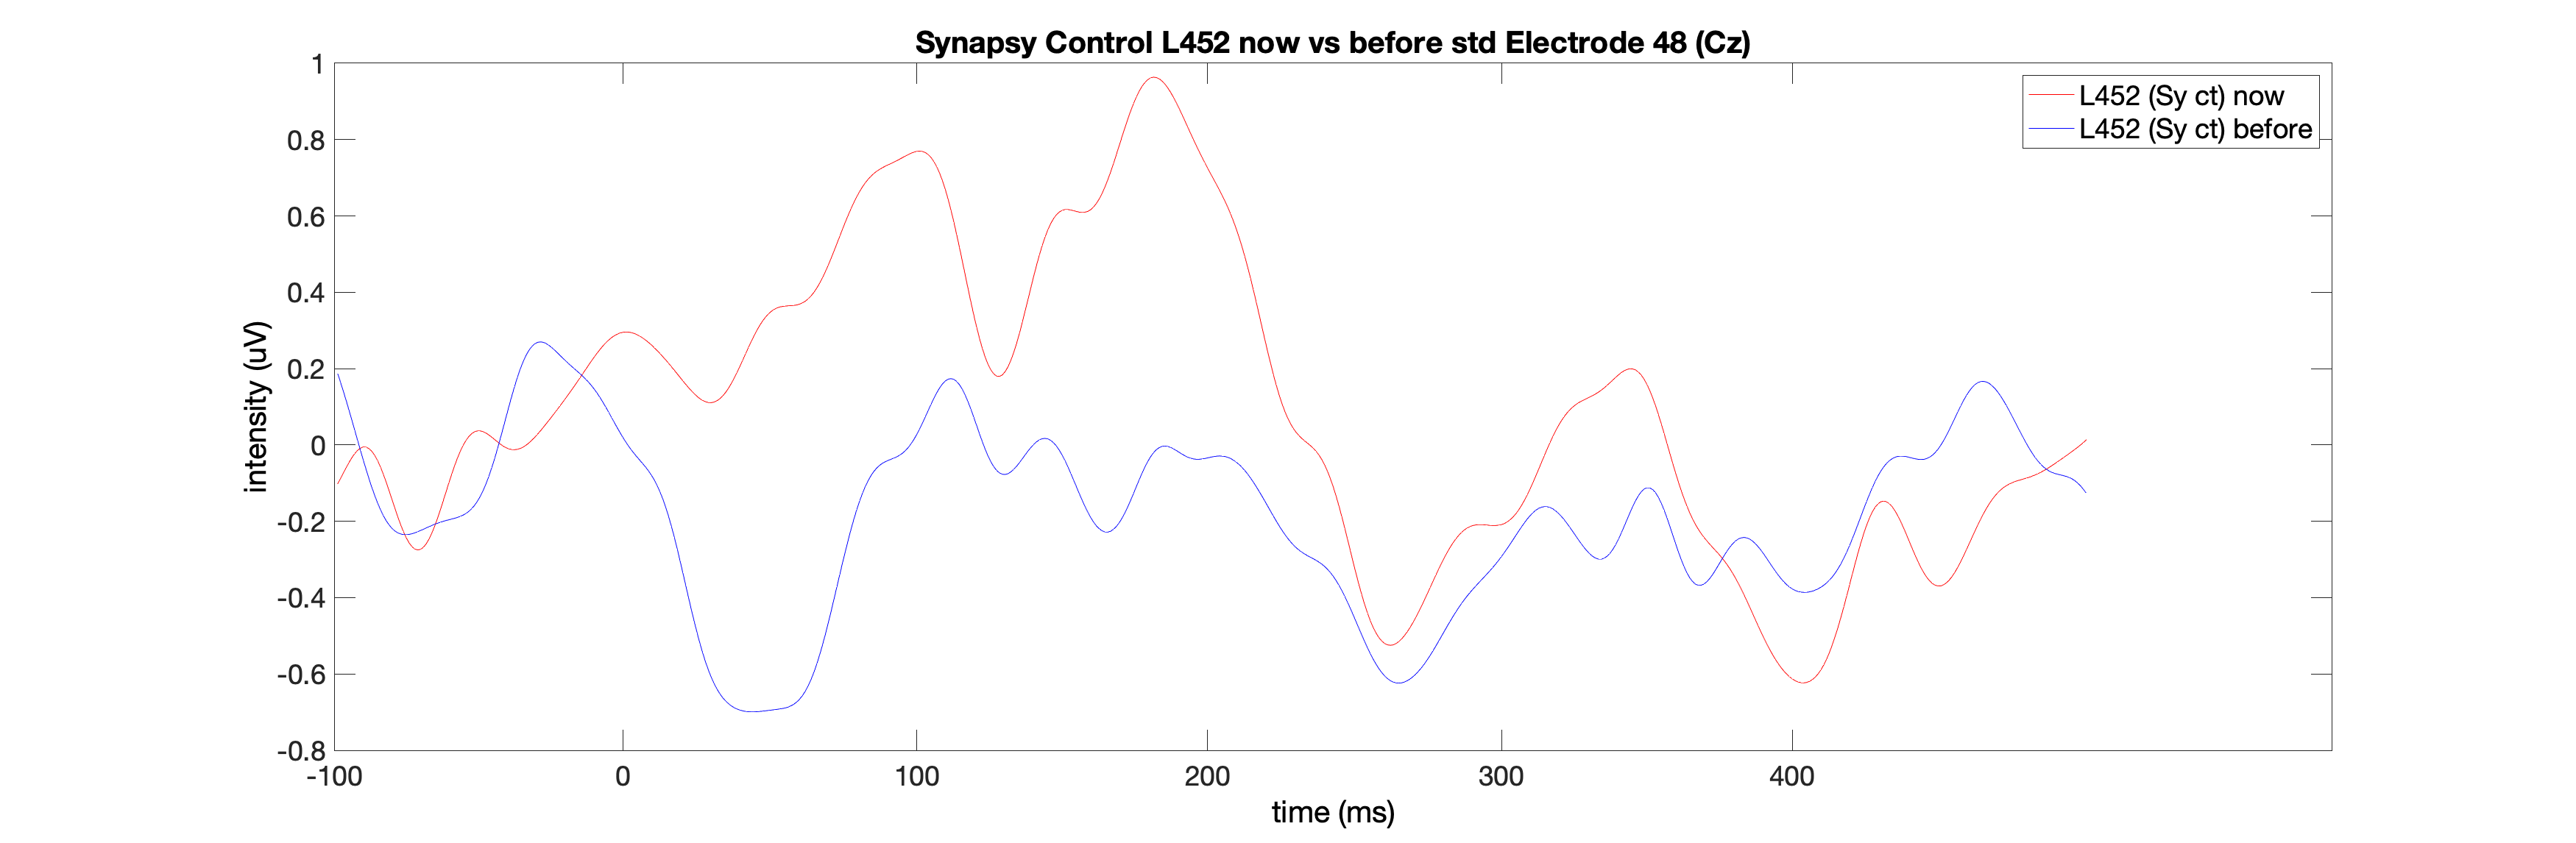 Synapsy Control L452 now vs before std Electrode 48 (Cz)
L452 (Sy ct) now
L452 (Sy ct) before
intensity (uV)
1
0.8
0.6
0.4
0.2
0
-0.2
-0.4
-0.6
-0.8
-100 0 100 200 300 400
time (ms)